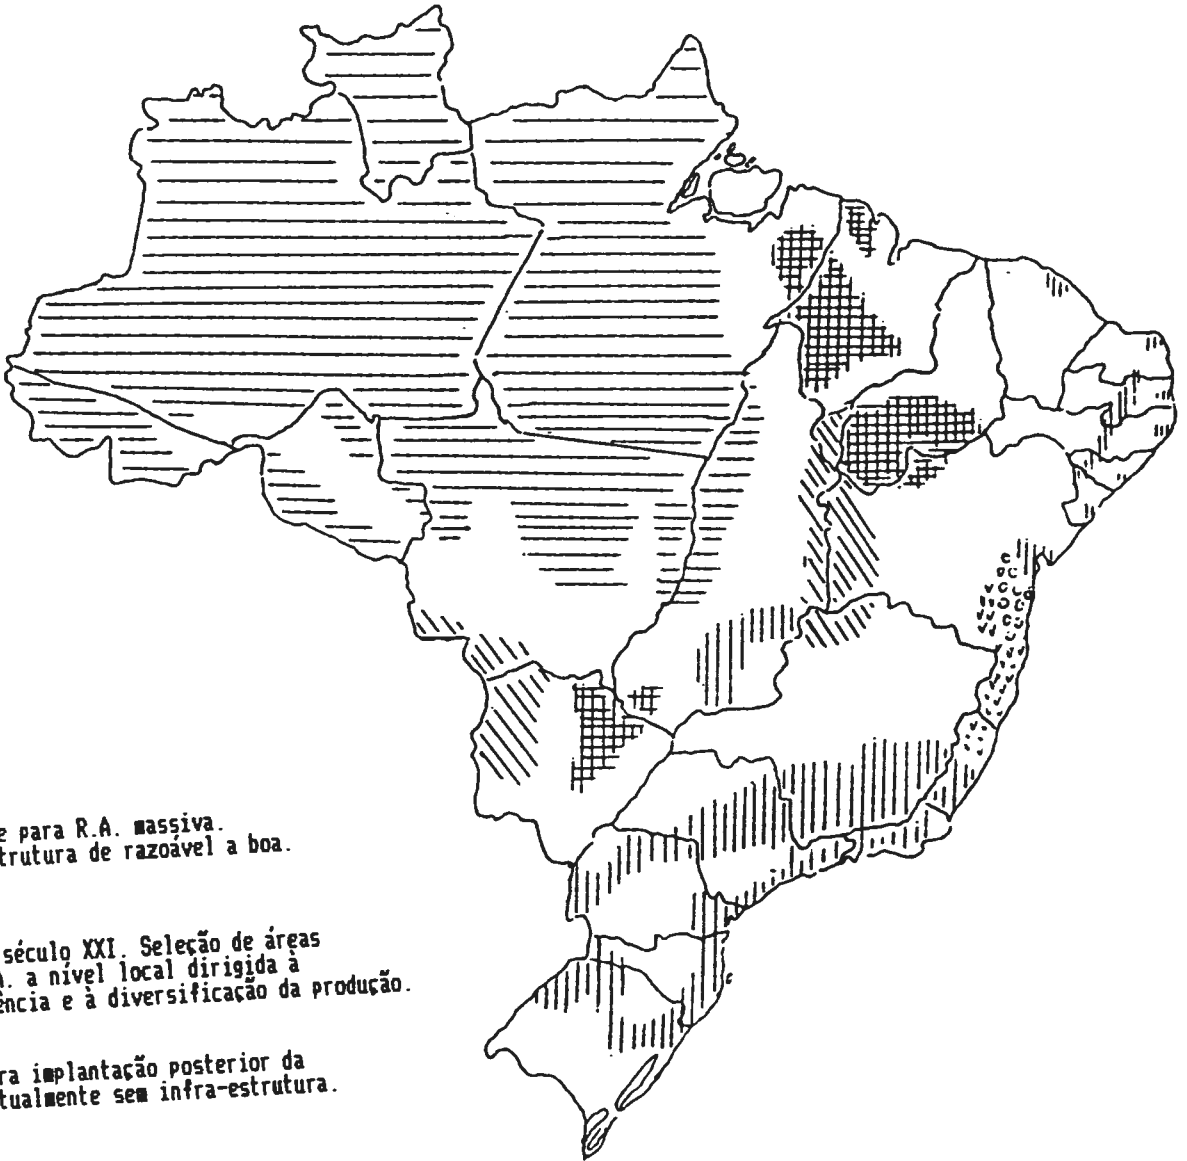 e para R.A. massiva.
trutura de razoável a boa.
século XXI. Seleção de áreas
A. a nível local dirigida à
ência e à diversificação da produção.
ra implantação posterior da
tualmente sem infra-estrutura.